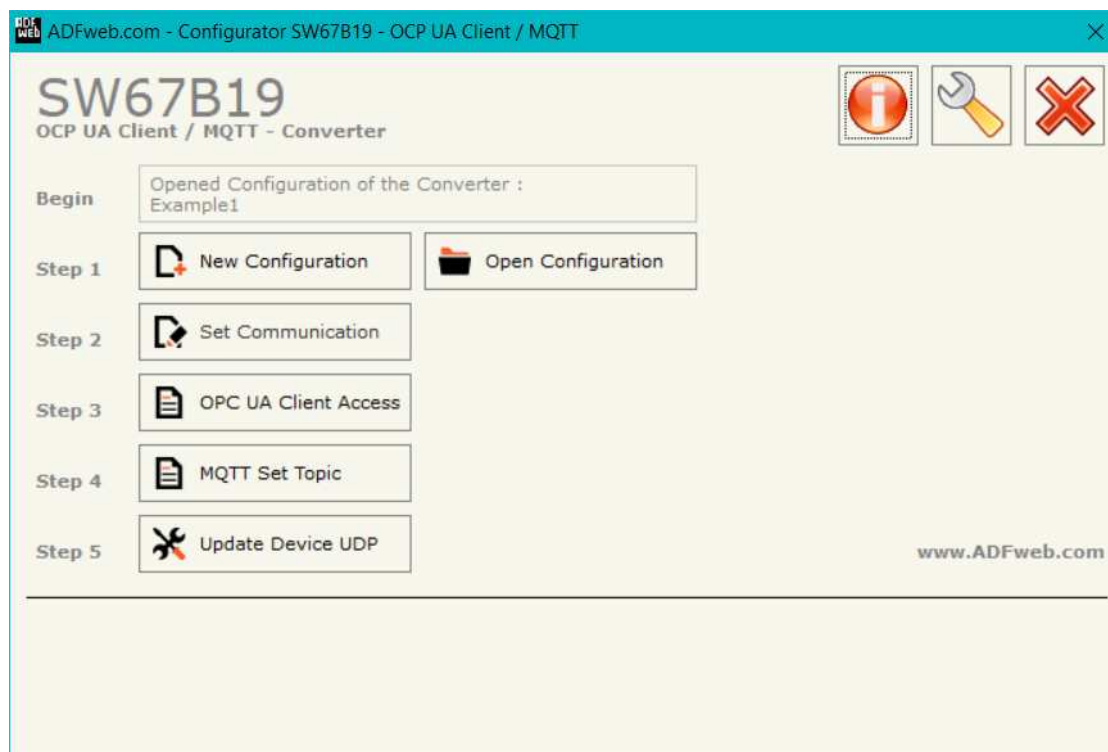 ADFweb.com - Configurator SW67B19 - OCP UA Client / MQTT
SW67B19
OCP UA Client / MQTT - Converter
Begin
Opened Configuration of the Converter :
Example1
Step 1
New Configuration
Open Configuration
Step 2
Set Communication
Step 3
OPC UA Client Access
Step 4
MQTT Set Topic
Step 5
Update Device UDP
www.ADFweb.com